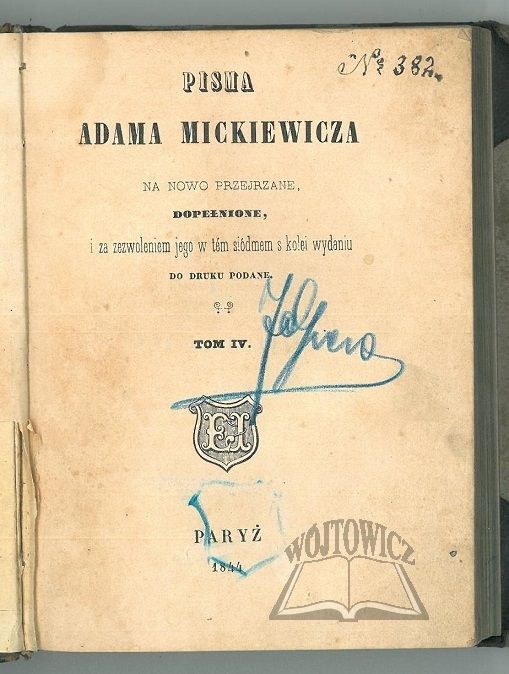 Nº 382.
PISMA
ADAMA MICKIEWICZA
NA NOWO PRZEJRZANE,
DOPEŁNIONE,
i za zezwoleniem jego w tém siódmem s kolei wydaniu
DO DRUKU PODANE.
TOM IV.
EJ
PARYŻ
1844
WÓJTOWICZ